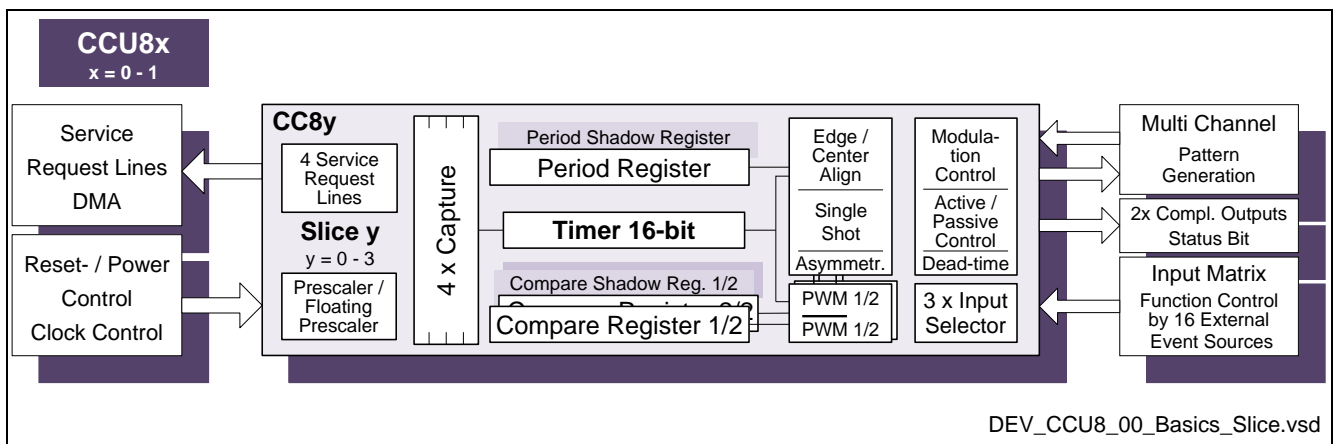 CCU8x
x = 0 - 1
Service
Request Lines
DMA
Reset- / Power
Control
Clock Control
CC8y
4 Service
Request
Lines
Slice y
y = 0 - 3
Prescaler /
Floating
Prescaler
4 x Capture
Period Shadow Register
Period Register
Timer 16-bit
Compare Shadow Reg. 1/2
Compare Register 1/2
Edge /
Center
Align
Single
Shot
Asymmetr.
PWM 1/2
PWM 1/2
Modula-
tion
Control
Active /
Passive
Control
Dead-time
3 x Input
Selector
Multi Channel
Pattern
Generation
2x Compl. Outputs
Status Bit
Input Matrix
Function Control
by 16 External
Event Sources
DEV_CCU8_00_Basics_Slice.vsd